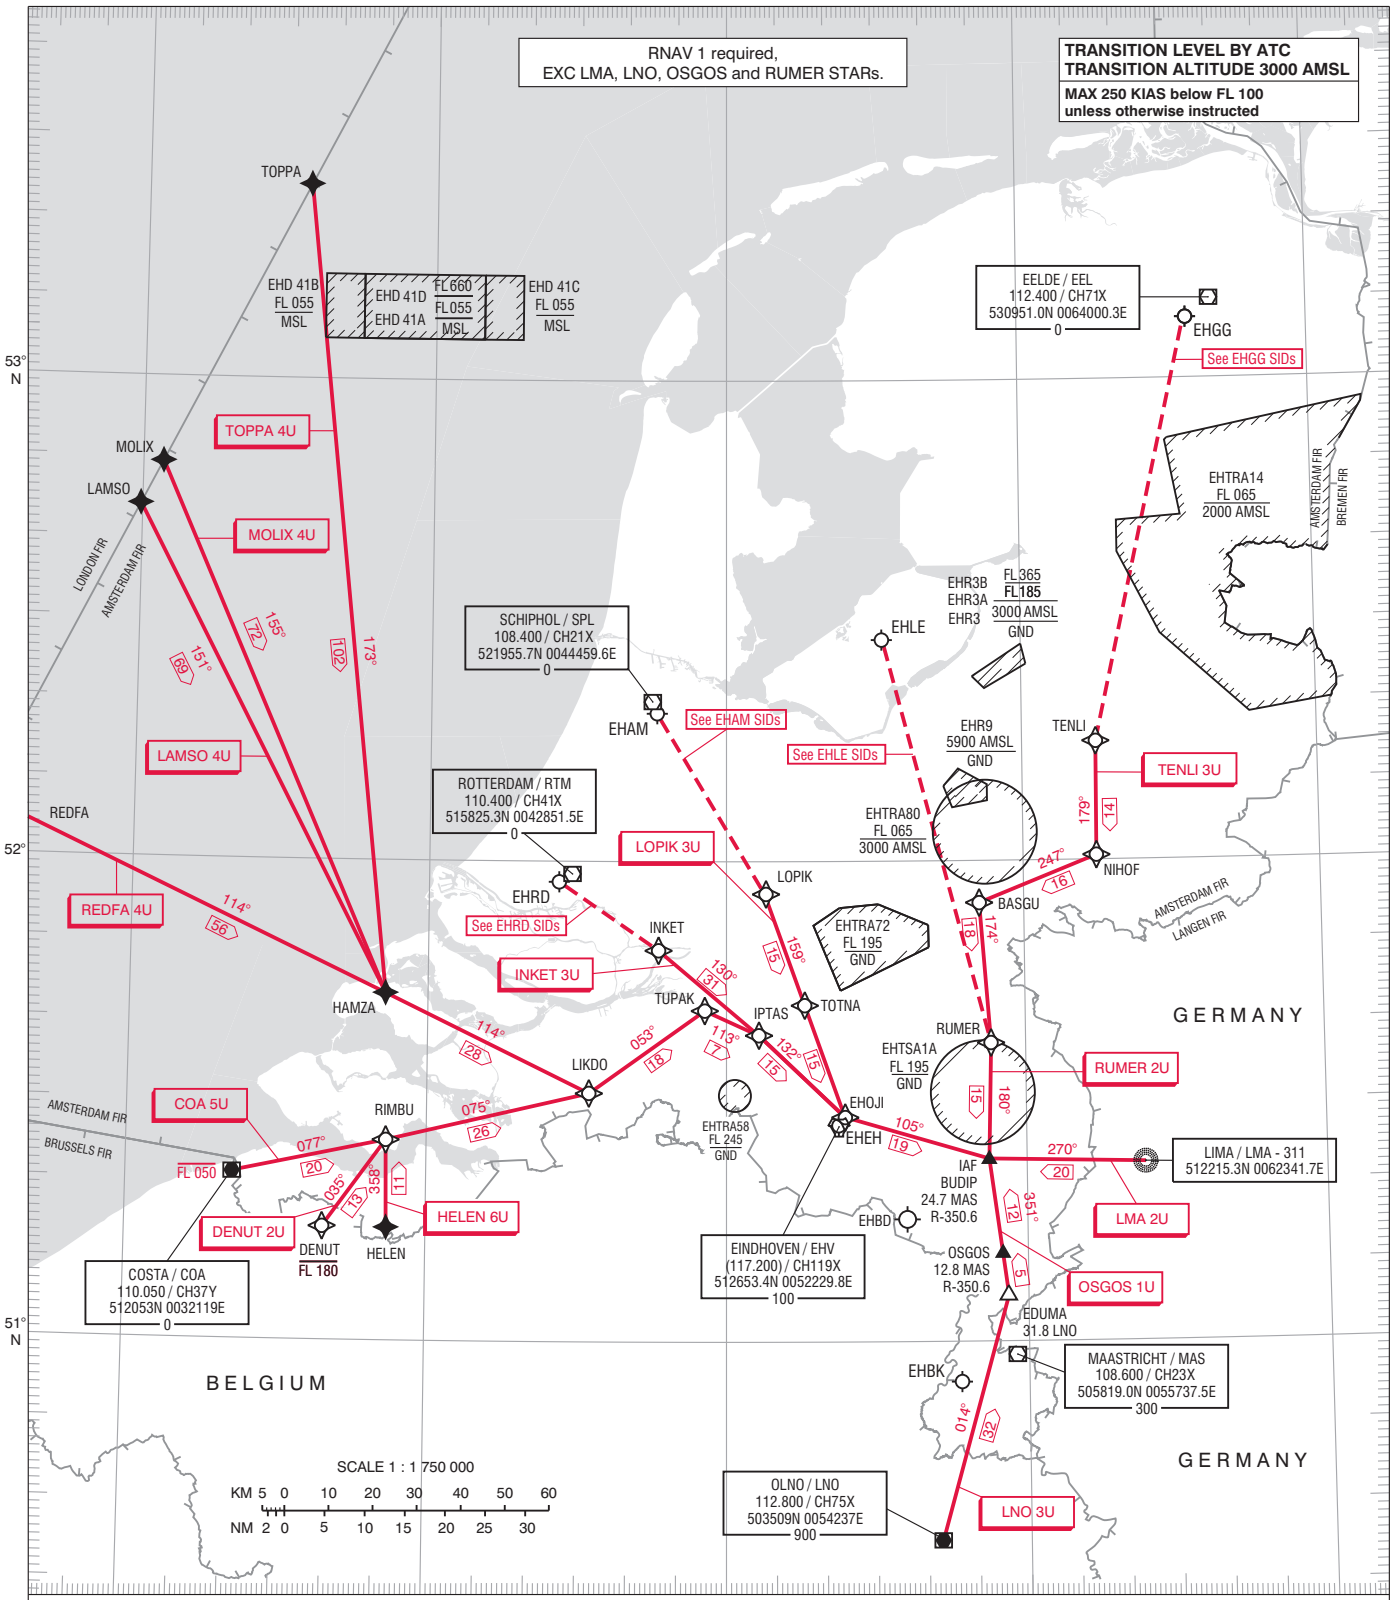 RNAV 1 required,
EXC LMA, LNO, OSGOS and RUMER STARs.
TRANSITION LEVEL BY ATC
TRANSITION ALTITUDE 3000 AMSL
MAX 250 KIAS below FL 100
unless otherwise instructed
TOPPA
EHD 41B
FL 055
MSL
EHD 41D
EHD 41A
FL 660
FL 055
MSL
EHD 41C
FL 055
MSL
EELDE / EEL
112.400 / CH71X
530951.0N 0064000.3E
0
EHGG
See EHGG SIDs
53°
N
TOPPA 4U
MOLIX
LAMSO
MOLIX 4U
LONDON FIR
AMSTERDAM FIR
EHTRA14
FL 065
2000 AMSL
AMSTERDAM FIR
BREMEN FIR
EHR3B
EHR3A
EHR3
FL 365
FL 185
3000 AMSL
GND
SCHIPHOL / SPL
108.400 / CH21X
521955.7N 0044459.6E
0
EHLE
155°
72
151°
69
173°
102
EHAM
See EHAM SIDs
See EHLE SIDs
EHR9
5900 AMSL
GND
TENLI
TENLI 3U
LAMSO 4U
ROTTERDAM / RTM
110.400 / CH41X
515825.3N 0042851.5E
0
REDFA
EHTRA80
FL 065
3000 AMSL
179°
14
LOPIK 3U
52°
N
247°
16
NIHOF
EHRD
LOPIK
BASGU
AMSTERDAM FIR
LANGEN FIR
REDFA 4U
114°
56
See EHRD SIDs
INKET
EHTRA72
FL 195
GND
18
174°
INKET 3U
130°
31
159°
15
HAMZA
TUPAK
IPTAS
TOTNA
GERMANY
114°
28
053°
18
113°
7
132°
15
15
RUMER
EHTSA1A
FL 195
GND
RUMER 2U
LIKDO
COA 5U
AMSTERDAM FIR
BRUSSELS FIR
RIMBU
075°
26
EHTRA58
FL 245
GND
EHOJI
EHEH
15
180°
105°
19
077°
20
FL 050
270°
20
LIMA / LMA - 311
512215.3N 0062341.7E
IAF
BUDIP
24.7 MAS
R-350.6
035°
13
358°
11
DENUT 2U
HELEN 6U
DENUT
FL 180
HELEN
EHBD
12
351°
LMA 2U
COSTA / COA
110.050 / CH37Y
512053N 0032119E
0
EINDHOVEN / EHV
(117.200) / CH119X
512653.4N 0052229.8E
100
OSGOS
12.8 MAS
R-350.6
5
OSGOS 1U
EDUMA
31.8 LNO
51°
N
MAASTRICHT / MAS
108.600 / CH23X
505819.0N 0055737.5E
300
EHBK
BELGIUM
014°
32
GERMANY
SCALE 1 : 1 750 000
KM 5 0 10 20 30 40 50 60
NM 2 0 5 10 15 20 25 30
OLNO / LNO
112.800 / CH75X
503509N 0054237E
900
LNO 3U